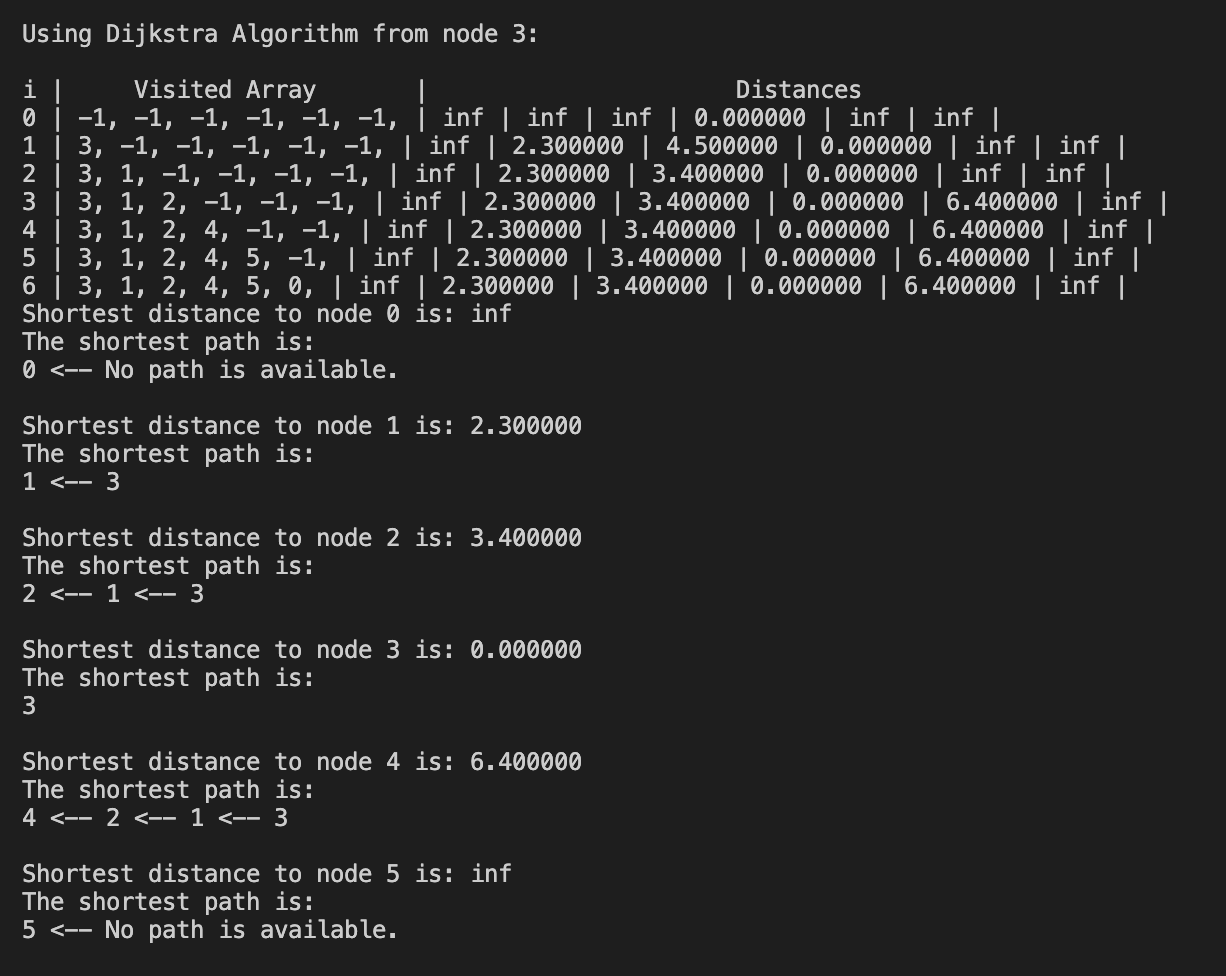 Using Dijkstra Algorithm from node 3:
i | Visited Array | Distances
0 | -1, -1, -1, -1, -1, -1, | inf | inf | inf | 0.000000 | inf | inf |
1 | 3, -1, -1, -1, -1, -1, | inf | 2.300000 | 4.500000 | 0.000000 | inf | inf |
2 | 3, 1, -1, -1, -1, -1, | inf | 2.300000 | 3.400000 | 0.000000 | inf | inf |
3 | 3, 1, 2, -1, -1, -1, | inf | 2.300000 | 3.400000 | 0.000000 | 6.400000 | inf |
4 | 3, 1, 2, 4, -1, -1, | inf | 2.300000 | 3.400000 | 0.000000 | 6.400000 | inf |
5 | 3, 1, 2, 4, 5, -1, | inf | 2.300000 | 3.400000 | 0.000000 | 6.400000 | inf |
6 | 3, 1, 2, 4, 5, 0, | inf | 2.300000 | 3.400000 | 0.000000 | 6.400000 | inf |
Shortest distance to node 0 is: inf
The shortest path is:
0 <-- No path is available.
Shortest distance to node 1 is: 2.300000
The shortest path is:
1 <-- 3
Shortest distance to node 2 is: 3.400000
The shortest path is:
2 <-- 1 <-- 3
Shortest distance to node 3 is: 0.000000
The shortest path is:
3
Shortest distance to node 4 is: 6.400000
The shortest path is:
4 <-- 2 <-- 1 <-- 3
Shortest distance to node 5 is: inf
The shortest path is:
5 <-- No path is available.